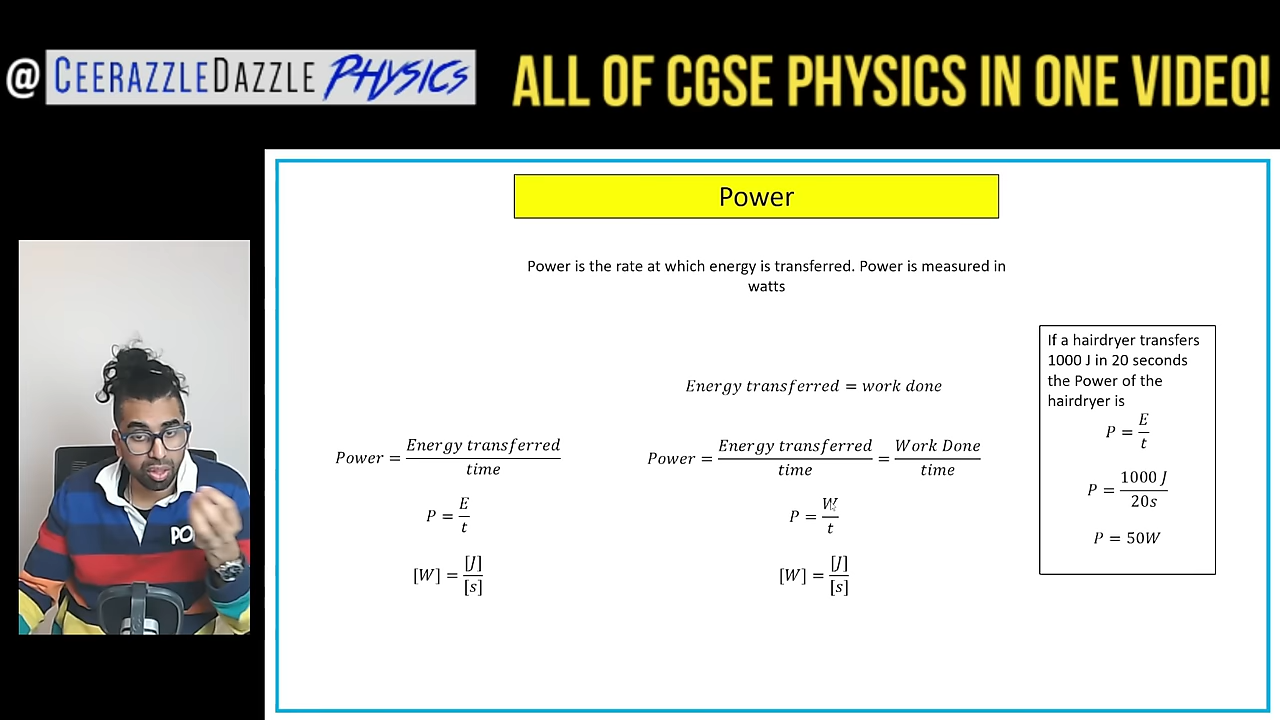 @ CEERAZZLEDAZZLE PHYSICS
ALL OF CGSE PHYSICS IN ONE VIDEO!
Power
Power is the rate at which energy is transferred. Power is measured in
watts
Power = Energy transferred / time
P = E / t
[W] = [J] / [s]
Energy transferred = work done
Power = Energy transferred / time = Work Done / time
P = W / t
[W] = [J] / [s]
If a hairdryer transfers
1000 J in 20 seconds
the Power of the
hairdryer is
P = E / t
P = 1000 J / 20s
P = 50W
PO